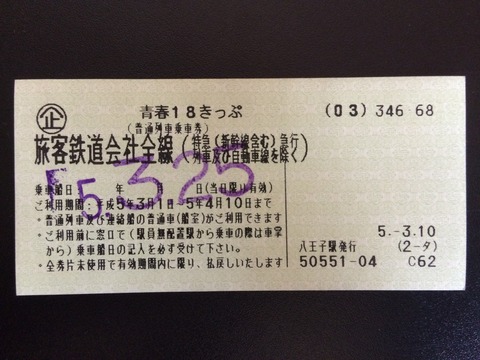 企 青春18きっぷ (03) 346 68
(普通列車乗車券)
旅客鉄道会社全線(特急(新幹線含む)急行
列車及び自動車線を除く)
乗車船日 年 月 日(当日限り有効)
5.3.25
ご利用期間:平成5年3月1日~5年4月10日まで
*普通列車及び連絡船の普通車(船室)がご利用できます
*ご利用前に窓口で(駅員無配置駅から乗車の際は車掌
から)乗車船日の記入を必ず受けて下さい。
*全券片未使用で有効期間内に限り、払戻しいたします
5.-3.10
八王子駅発行 (2-タ)
50551-04 C62